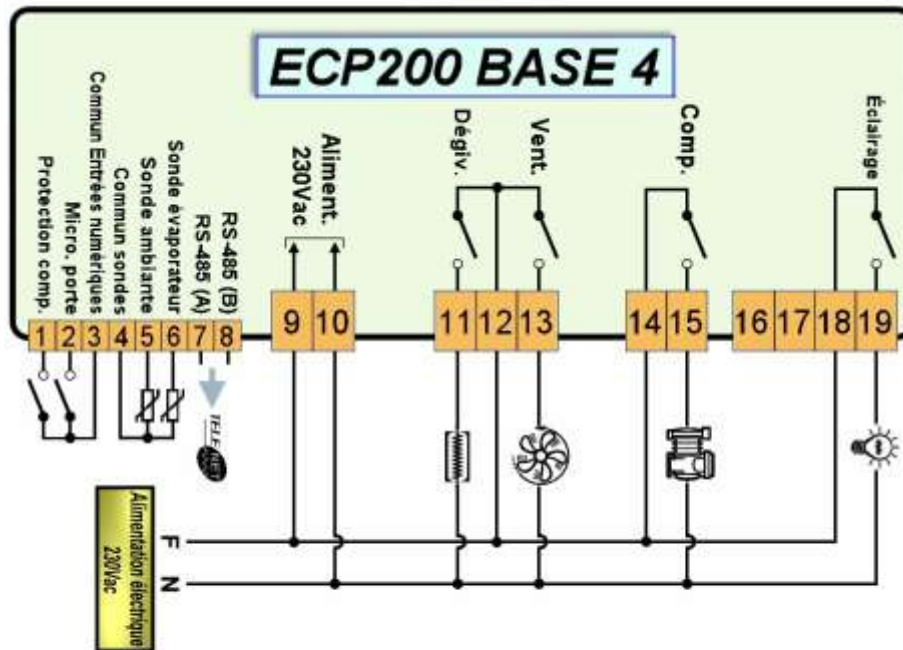 ECP200 BASE 4
Protection comp.
Micro. porte
Commun Entrées numériques
Commun sondes
Sonde ambiante
Sonde évaporateur
RS-485 (A)
RS-485 (B)
Aliment.
230Vac
Dégiv.
Vent.
Comp.
Éclairage
1 2 3 4 5 6 7 8
9 10
11 12 13
14 15
16 17 18 19
TELE
NET
Alimentation électrique
230Vac
F
N